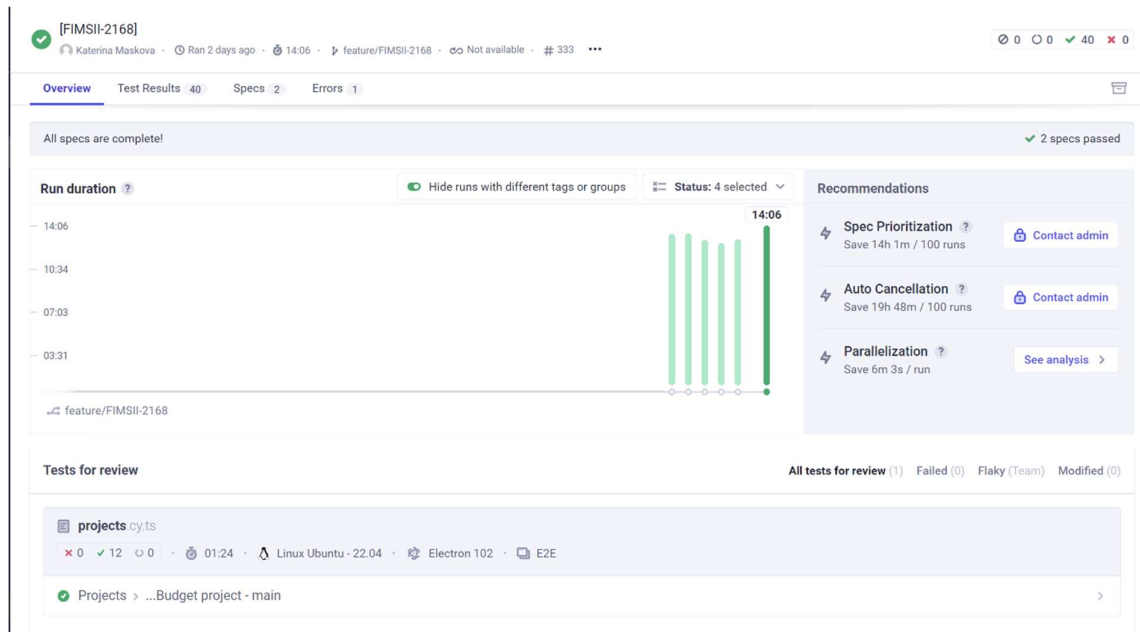 [FIMSII-2168]
Katerina Maskova · Ran 2 days ago · 14:06 · feature/FIMSII-2168 · Not available · # 333 •••
0 0 40 0
Overview Test Results 40 Specs 2 Errors 1
All specs are complete! 2 specs passed
Run duration ? Hide runs with different tags or groups Status: 4 selected
14:06
14:06
10:34
07:03
03:31
feature/FIMSII-2168
Recommendations
Spec Prioritization ?
Save 14h 1m / 100 runs
Contact admin
Auto Cancellation ?
Save 19h 48m / 100 runs
Contact admin
Parallelization ?
Save 6m 3s / run
See analysis >
Tests for review All tests for review (1) Failed (0) Flaky (Team) Modified (0)
projects.cy.ts
0 12 0 · 01:24 · Linux Ubuntu - 22.04 · Electron 102 · E2E
Projects > ...Budget project - main >